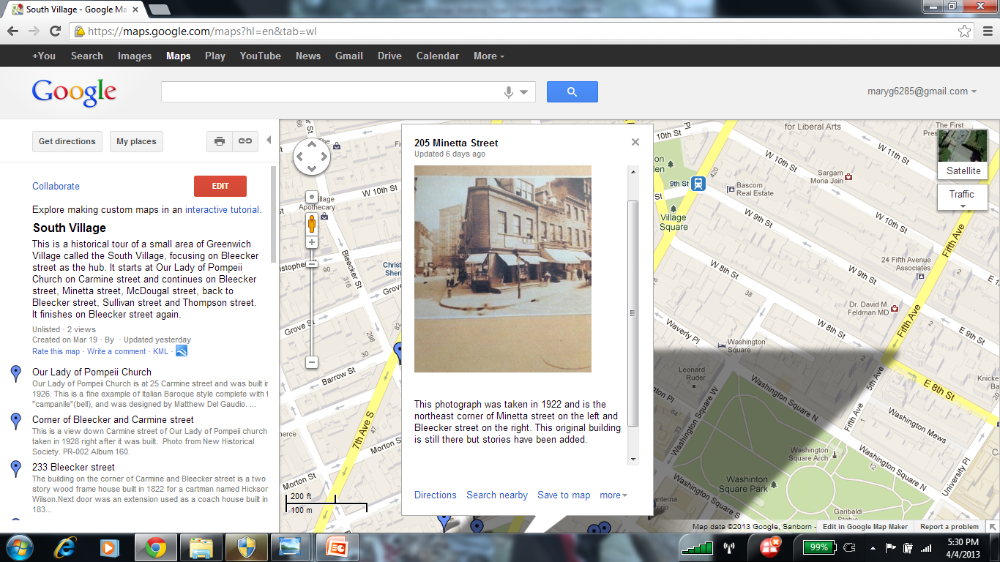 South Village - Google Ma
https://maps.google.com/maps?hl=en&tab=wl
+You Search Images Maps Play YouTube News Gmail Drive Calendar More
Google
maryg6285@gmail.com
Get directions
My places
Collaborate
EDIT
Explore making custom maps in an interactive tutorial.
South Village
This is a historical tour of a small area of Greenwich
Village called the South Village, focusing on Bleecker
street as the hub. It starts at Our Lady of Pompeii
Church on Carmine street and continues on Bleecker
street, Minetta street, McDougal street, back to
Bleecker street, Sullivan street and Thompson street.
It finishes on Bleecker street again.
Unlisted · 2 views
Created on Mar 19 · By · Updated yesterday
Rate this map · Write a comment · KML ·
Our Lady of Pompeii Church
Our Lady of Pompeii Church is at 25 Carmine street and was built in
1926. This is a fine example of Italian Baroque style complete with
"campanile"(bell), and was designed by Matthew Del Gaudio. ...
Corner of Bleecker and Carmine street
This is a view down Carmine street of Our Lady of Pompeii church
taken in 1928 right after it was built. Photo from New Historical
Society. PR-002 Album 160.
233 Bleecker street
The building on the corner of Carmine and Bleecker street is a two
story wood frame house built in 1822 for a cartman named Hickson
Wilson.Next door was an extension used as a coach house built in
183...
205 Minetta Street
Updated 6 days ago
This photograph was taken in 1922 and is the
northeast corner of Minetta street on the left and
Bleecker street on the right. This original building
is still there but stories have been added.
Directions Search nearby Save to map more
W 10th St
Village
Apothecary
Bleecker St
316
Grove St
296
82
Barrow St
7th Ave S
47
Morton St
Morton St
200 ft
100 m
10th St
for Liberal Arts
The First
W 11th St
W 10th St
Sargam
Mona Jain
420
9th St
Bascom
Real Estate
W 9th St
W 10th St
Village
Square
W 8th St
W 9th St
Fifth Ave
24 Fifth Avenue
Associates
38
Dr. David M.
Feldman MD
W 8th St
Fifth Ave
E 9th St
Waverly Pl
Washington
Square
Leonard
Ruder
Washington Square W
Washington Square N
5th Ave
E 8th St
Fifth Ave
1
2
Washington Mews
Washington
Square Arch
12
Washington Square N
University Pl
Washinton
Square Park
Washington Square S
Garibaldi
Satellite
Traffic
Map data ©2013 Google, Sanborn - Edit in Google Map Maker Report a problem
99%
5:30 PM
4/4/2013